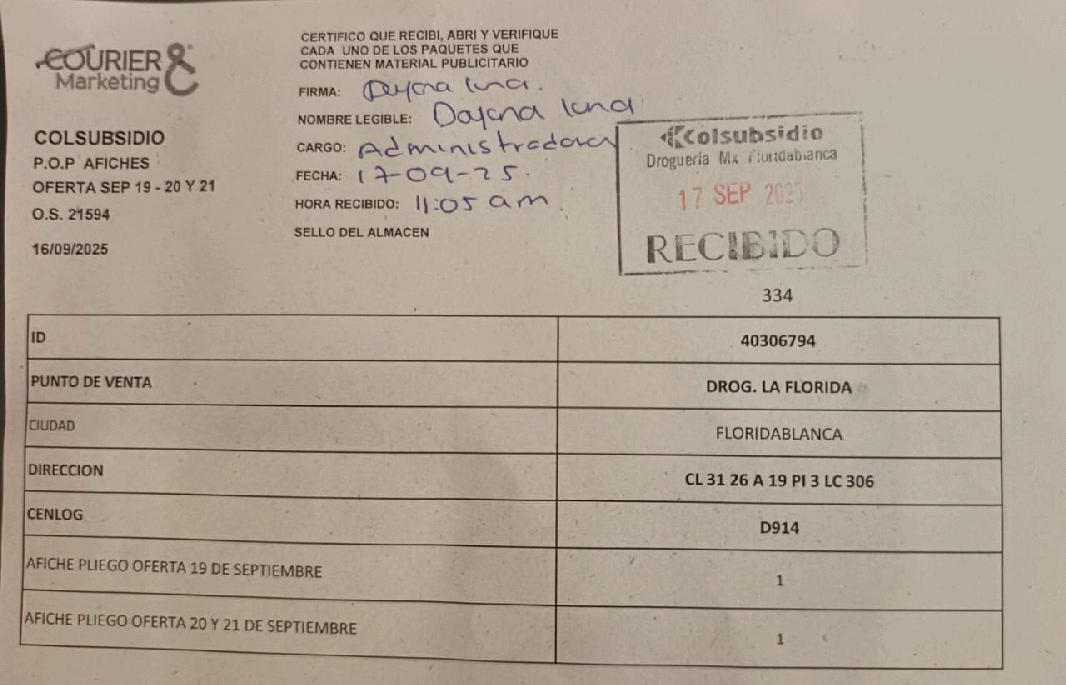 COURIER &
Marketing
COLSUBSIDIO
P.O.P AFICHES
OFERTA SEP 19 - 20 Y 21
O.S. 21594
16/09/2025
CERTIFICO QUE RECIBI, ABRI Y VERIFIQUE
CADA UNO DE LOS PAQUETES QUE
CONTIENEN MATERIAL PUBLICITARIO
FIRMA: Dayana luna.
NOMBRE LEGIBLE: Dayana luna
CARGO: Administradora
FECHA: 17-09-25.
HORA RECIBIDO: 11:05 am.
SELLO DEL ALMACEN
Colsubsidio
Droguería Mx Floridablanca
17 SEP 2025
RECIBIDO
334
ID 40306794
PUNTO DE VENTA DROG. LA FLORIDA
CIUDAD FLORIDABLANCA
DIRECCION CL 31 26 A 19 PI 3 LC 306
CENLOG D914
AFICHE PLIEGO OFERTA 19 DE SEPTIEMBRE 1
AFICHE PLIEGO OFERTA 20 Y 21 DE SEPTIEMBRE 1